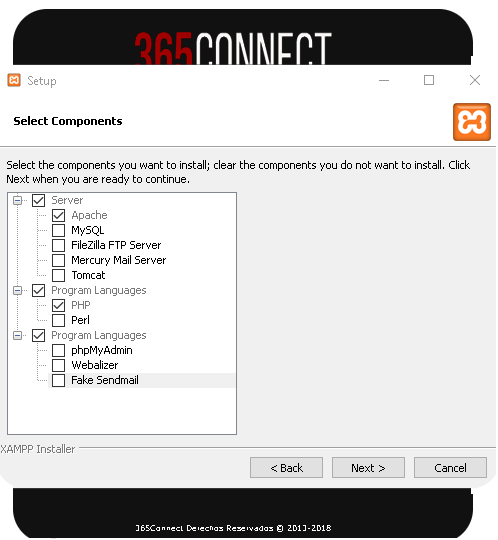 365CONNECT
Setup
Select Components
Select the components you want to install; clear the components you do not want to install. Click
Next when you are ready to continue.
Server
Apache
MySQL
FileZilla FTP Server
Mercury Mail Server
Tomcat
Program Languages
PHP
Perl
Program Languages
phpMyAdmin
Webalizer
Fake Sendmail
XAMPP Installer
< Back
Next >
Cancel
365Connect Derechos Reservados © 2013-2018